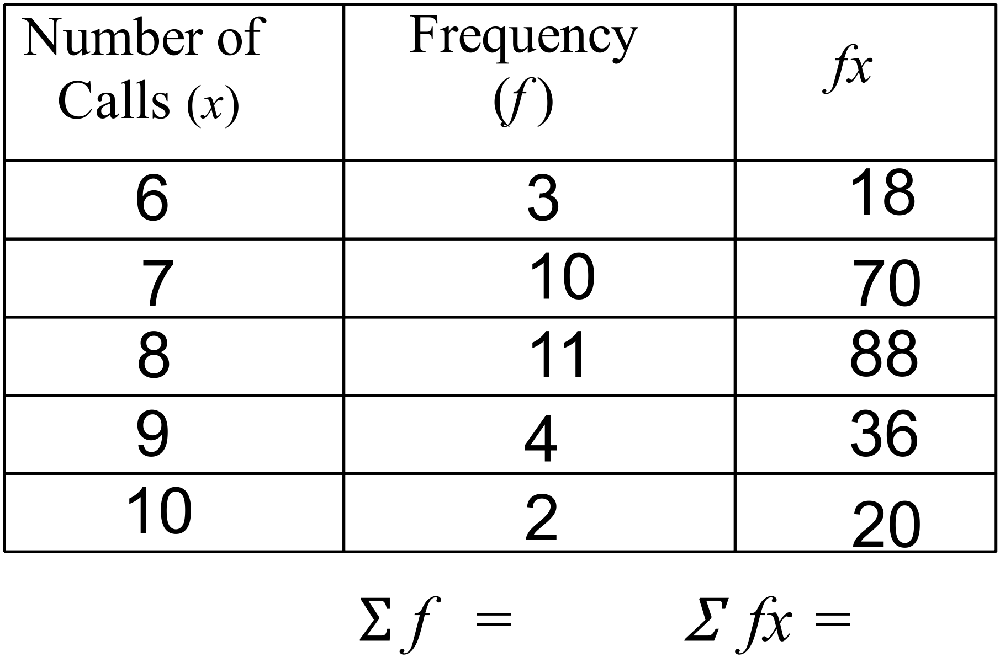 Number of Calls (x) Frequency (f) fx
6 3 18
7 10 70
8 11 88
9 4 36
10 2 20
Σ f = Σ fx =